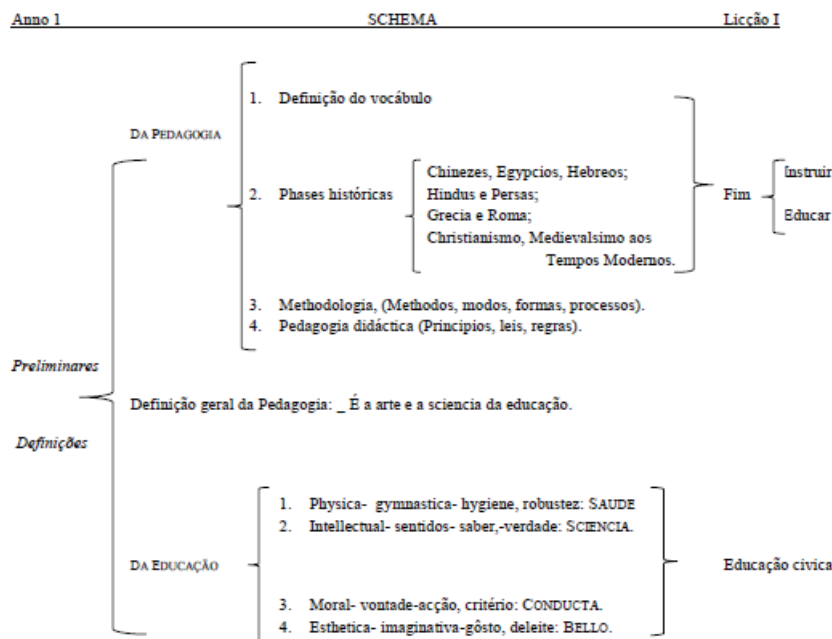 Anno 1 SCHEMA Licção I
1. Definição do vocábulo
DA PEDAGOGIA
Chinezes, Egypcios, Hebreos; Instruir
2. Phases históricas Hindus e Persas; Fim
Grecia e Roma; Educar
Christianismo, Medievalsimo aos
Tempos Modernos.
3. Methodologia, (Methodos, modos, formas, processos).
4. Pedagogia didáctica (Principios, leis, regras).
Preliminares
Definição geral da Pedagogia: _ É a arte e a sciencia da educação.
Definições
1. Physica- gymnastica- hygiene, robustez: SAUDE
2. Intellectual- sentidos- saber,-verdade: SCIENCIA.
DA EDUCAÇÃO Educação civica
3. Moral- vontade-acção, critério: CONDUCTA.
4. Esthetica- imaginativa-gôsto, deleite: BELLO.